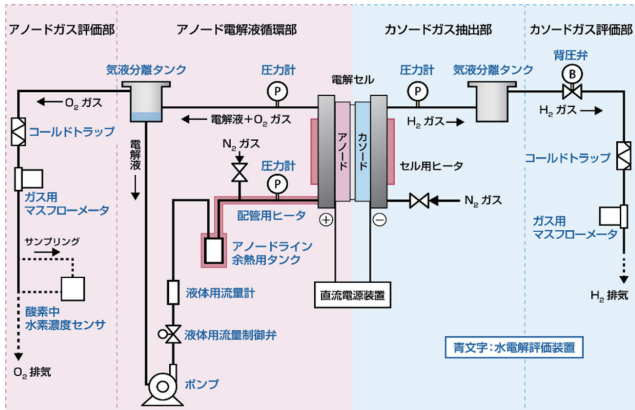 アノードガス評価部
アノード電解液循環部
カソードガス抽出部
カソードガス評価部
気液分離タンク
圧力計
P
電解セル
圧力計
P
気液分離タンク
背圧弁
B
O2 ガス
電解液+O2 ガス
H2 ガス
H2 ガス
コールドトラップ
電解液
N2 ガス
圧力計
P
アノード
カソード
セル用ヒータ
コールドトラップ
ガス用
マスフローメータ
配管用ヒータ
N2 ガス
ガス用
マスフローメータ
+
−
サンプリング
アノードライン
余熱用タンク
酸素中
水素濃度センサ
液体用流量計
直流電源装置
H2 排気
液体用流量制御弁
青文字:水電解評価装置
O2 排気
ポンプ